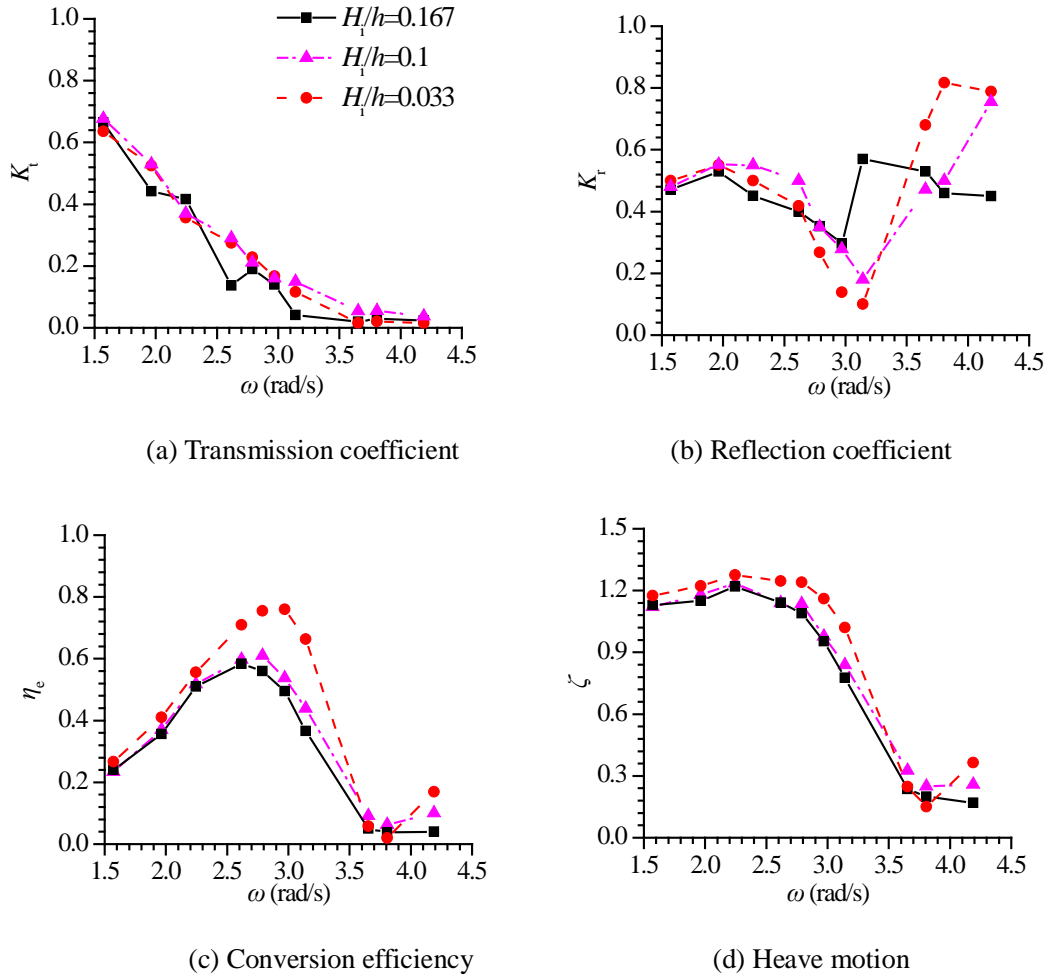 1.0
0.8
0.6
0.4
0.2
0.0
Kt
1.5 2.0 2.5 3.0 3.5 4.0 4.5
ω (rad/s)
Hi/h=0.167
Hi/h=0.1
Hi/h=0.033
(a) Transmission coefficient
1.0
0.8
0.6
0.4
0.2
0.0
Kr
1.5 2.0 2.5 3.0 3.5 4.0 4.5
ω (rad/s)
(b) Reflection coefficient
1.0
0.8
0.6
0.4
0.2
0.0
ηe
1.5 2.0 2.5 3.0 3.5 4.0 4.5
ω (rad/s)
(c) Conversion efficiency
1.5
1.2
0.9
0.6
0.3
0.0
ζ
1.5 2.0 2.5 3.0 3.5 4.0 4.5
ω (rad/s)
(d) Heave motion